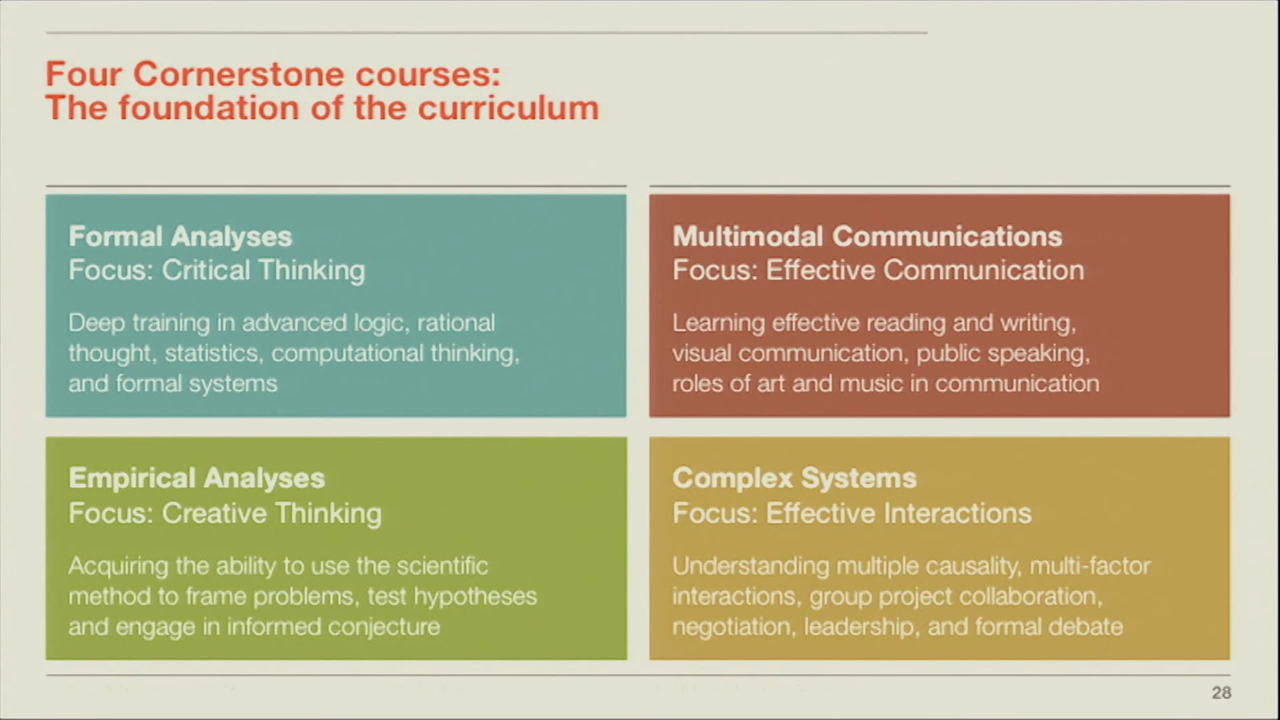 Four Cornerstone courses:
The foundation of the curriculum
Formal Analyses
Focus: Critical Thinking
Deep training in advanced logic, rational
thought, statistics, computational thinking,
and formal systems
Multimodal Communications
Focus: Effective Communication
Learning effective reading and writing,
visual communication, public speaking,
roles of art and music in communication
Empirical Analyses
Focus: Creative Thinking
Acquiring the ability to use the scientific
method to frame problems, test hypotheses
and engage in informed conjecture
Complex Systems
Focus: Effective Interactions
Understanding multiple causality, multi-factor
interactions, group project collaboration,
negotiation, leadership, and formal debate
28